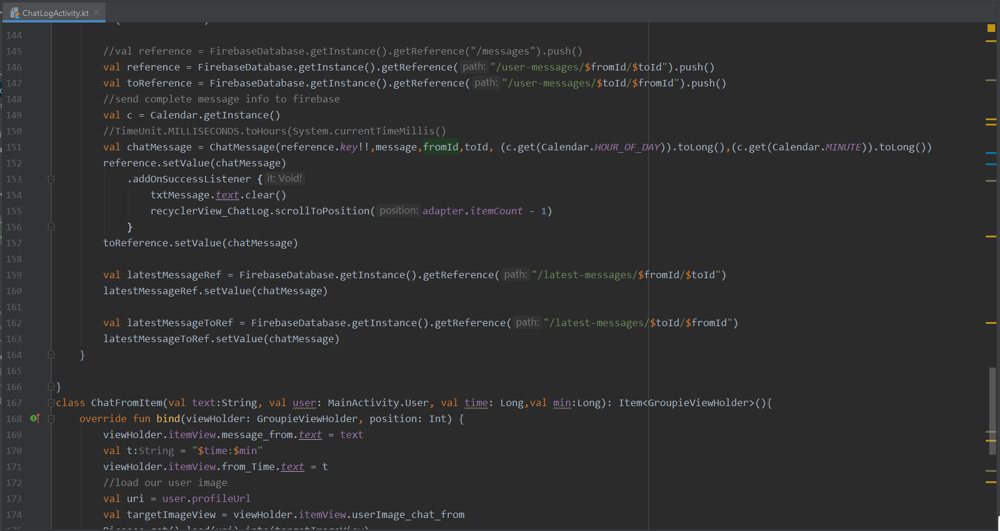 ChatLogActivity.kt
144
145 //val reference = FirebaseDatabase.getInstance().getReference("/messages").push()
146 val reference = FirebaseDatabase.getInstance().getReference( path: "/user-messages/$fromId/$toId").push()
147 val toReference = FirebaseDatabase.getInstance().getReference( path: "/user-messages/$toId/$fromId").push()
148 //send complete message info to firebase
149 val c = Calendar.getInstance()
150 //TimeUnit.MILLISECONDS.toHours(System.currentTimeMillis()
151 val chatMessage = ChatMessage(reference.key!!,message,fromId,toId, (c.get(Calendar.HOUR_OF_DAY)).toLong(),(c.get(Calendar.MINUTE)).toLong())
152 reference.setValue(chatMessage)
153 .addOnSuccessListener { it: Void!
154 txtMessage.text.clear()
155 recyclerView_ChatLog.scrollToPosition( position: adapter.itemCount - 1)
156 }
157 toReference.setValue(chatMessage)
158
159 val latestMessageRef = FirebaseDatabase.getInstance().getReference( path: "/latest-messages/$fromId/$toId")
160 latestMessageRef.setValue(chatMessage)
161
162 val latestMessageToRef = FirebaseDatabase.getInstance().getReference( path: "/latest-messages/$toId/$fromId")
163 latestMessageToRef.setValue(chatMessage)
164 }
165
166 }
167 class ChatFromItem(val text:String, val user: MainActivity.User, val time: Long,val min:Long): Item<GroupieViewHolder>(){
168 override fun bind(viewHolder: GroupieViewHolder, position: Int) {
169 viewHolder.itemView.message_from.text = text
170 val t:String = "$time:$min"
171 viewHolder.itemView.from_Time.text = t
172 //load our user image
173 val uri = user.profileUrl
174 val targetImageView = viewHolder.itemView.userImage_chat_from